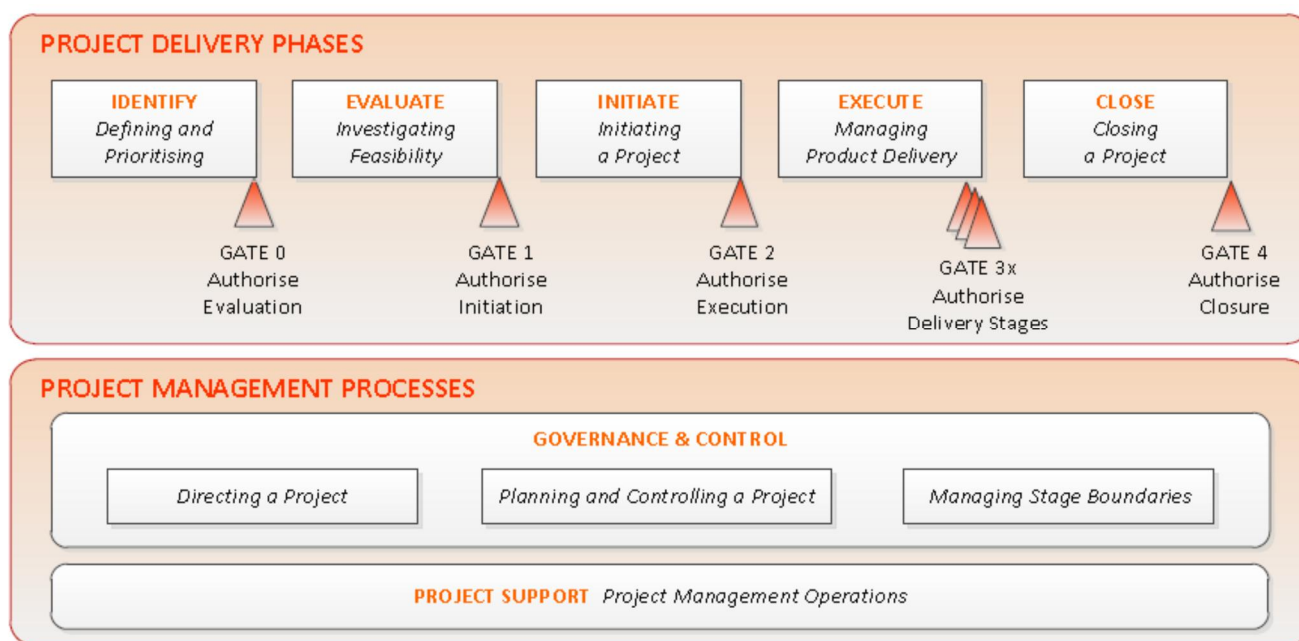 PROJECT DELIVERY PHASES
IDENTIFY
Defining and
Prioritising
EVALUATE
Investigating
Feasibility
INITIATE
Initiating
a Project
EXECUTE
Managing
Product Delivery
CLOSE
Closing
a Project
GATE 0
Authorise
Evaluation
GATE 1
Authorise
Initiation
GATE 2
Authorise
Execution
GATE 3x
Authorise
Delivery Stages
GATE 4
Authorise
Closure
PROJECT MANAGEMENT PROCESSES
GOVERNANCE & CONTROL
Directing a Project
Planning and Controlling a Project
Managing Stage Boundaries
PROJECT SUPPORT Project Management Operations